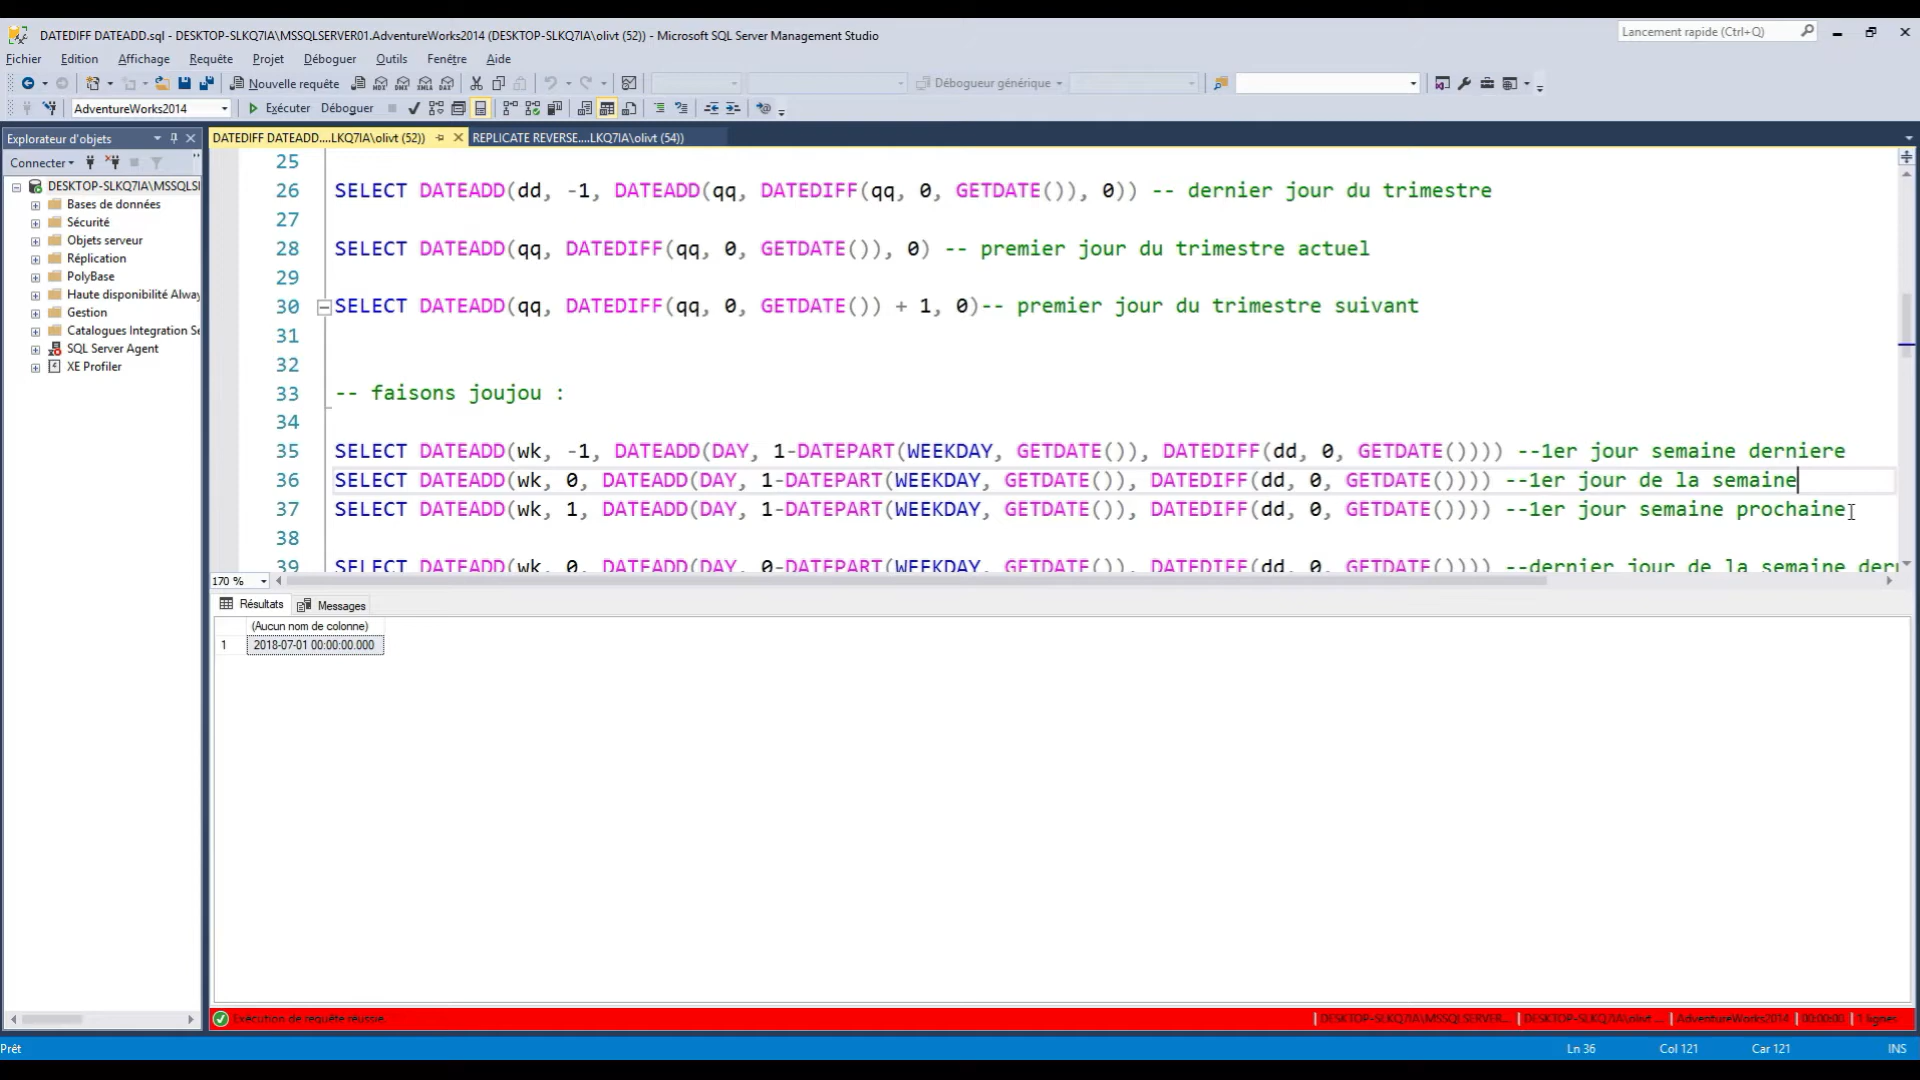 DATEDIFF DATEADD.sql - DESKTOP-SLKQ7IA\MSSQLSERVER01.AdventureWorks2014 (DESKTOP-SLKQ7IA\olivt (52)) - Microsoft SQL Server Management Studio
Lancement rapide (Ctrl+Q)
Fichier Edition Affichage Requête Projet Déboguer Outils Fenêtre Aide
Nouvelle requête
Débogueur générique
AdventureWorks2014 Exécuter Déboguer
Explorateur d'objets
DATEDIFF DATEADD....LKQ7IA\olivt (52))
REPLICATE REVERSE....LKQ7IA\olivt (54))
Connecter
DESKTOP-SLKQ7IA\MSSQLSI
Bases de données
Sécurité
Objets serveur
Réplication
PolyBase
Haute disponibilité Alway
Gestion
Catalogues Integration Se
SQL Server Agent
XE Profiler
25
26 SELECT DATEADD(dd, -1, DATEADD(qq, DATEDIFF(qq, 0, GETDATE()), 0)) -- dernier jour du trimestre
27
28 SELECT DATEADD(qq, DATEDIFF(qq, 0, GETDATE()), 0) -- premier jour du trimestre actuel
29
30 SELECT DATEADD(qq, DATEDIFF(qq, 0, GETDATE()) + 1, 0)-- premier jour du trimestre suivant
31
32
33 -- faisons joujou :
34
35 SELECT DATEADD(wk, -1, DATEADD(DAY, 1-DATEPART(WEEKDAY, GETDATE()), DATEDIFF(dd, 0, GETDATE()))) --1er jour semaine derniere
36 SELECT DATEADD(wk, 0, DATEADD(DAY, 1-DATEPART(WEEKDAY, GETDATE()), DATEDIFF(dd, 0, GETDATE()))) --1er jour de la semaine
37 SELECT DATEADD(wk, 1, DATEADD(DAY, 1-DATEPART(WEEKDAY, GETDATE()), DATEDIFF(dd, 0, GETDATE()))) --1er jour semaine prochaine
38
39 SELECT DATEADD(wk, 0, DATEADD(DAY, 0-DATEPART(WEEKDAY, GETDATE()), DATEDIFF(dd, 0, GETDATE()))) --dernier jour de la semaine der
170 %
Résultats Messages
(Aucun nom de colonne)
1 2018-07-01 00:00:00.000
Exécution de requête réussie.
DESKTOP-SLKQ7IA\MSSQLSERVER... DESKTOP-SLKQ7IA\olivt ... AdventureWorks2014 00:00:00 1 lignes
Prêt
Ln 36 Col 121 Car 121 INS